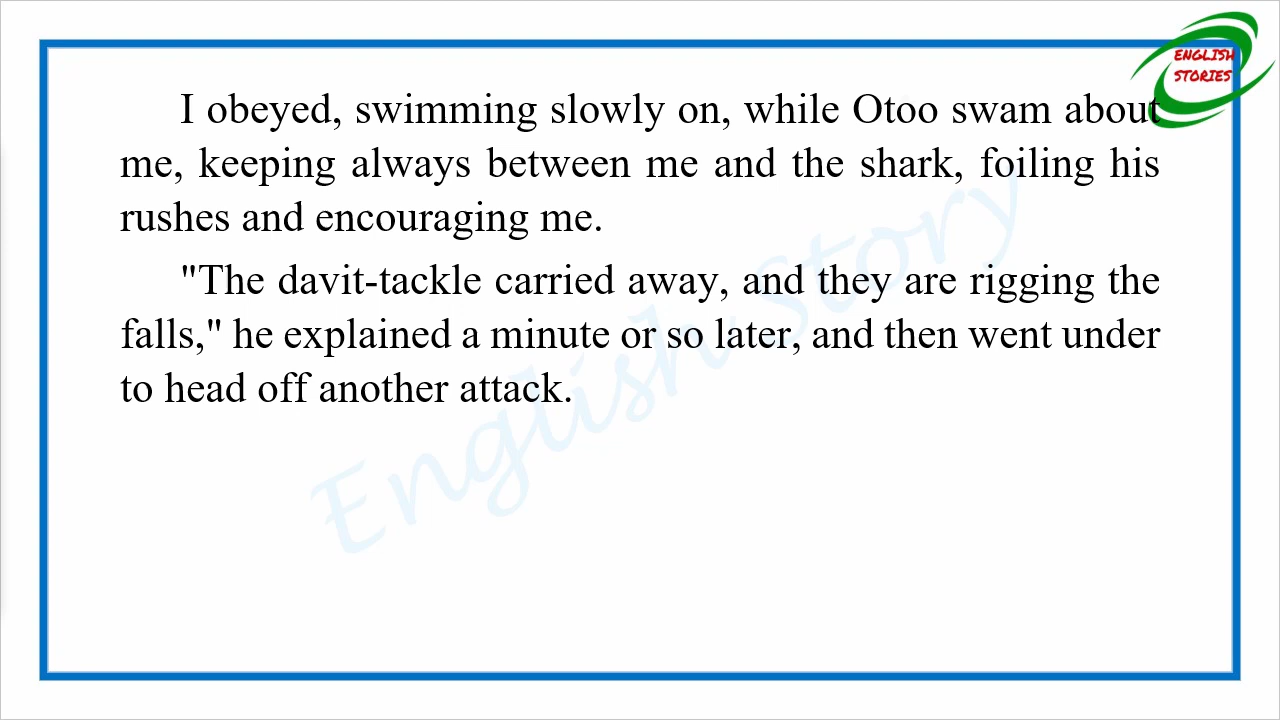 ENGLISH
STORIES
I obeyed, swimming slowly on, while Otoo swam about
me, keeping always between me and the shark, foiling his
rushes and encouraging me.
"The davit-tackle carried away, and they are rigging the
falls," he explained a minute or so later, and then went under
to head off another attack.
English Story